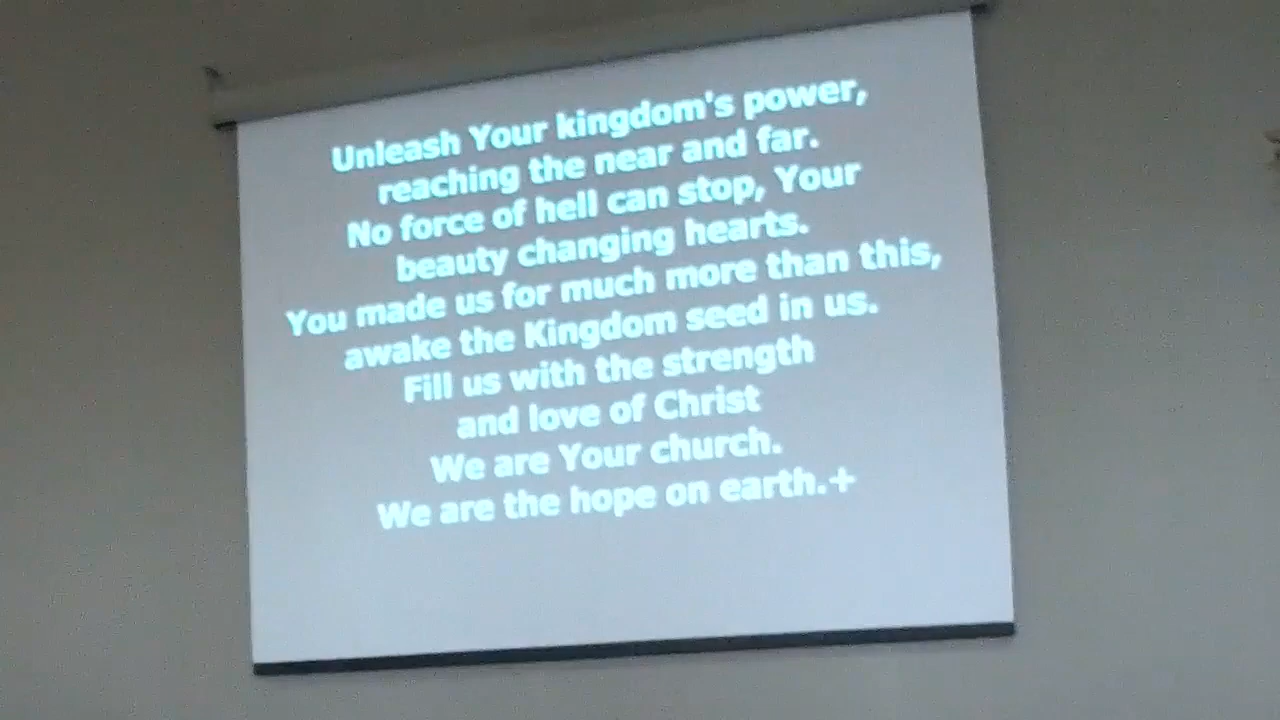 Unleash Your kingdom's power,
reaching the near and far.
No force of hell can stop, Your
beauty changing hearts.
You made us for much more than this,
awake the Kingdom seed in us.
Fill us with the strength
and love of Christ
We are Your church.
We are the hope on earth.+